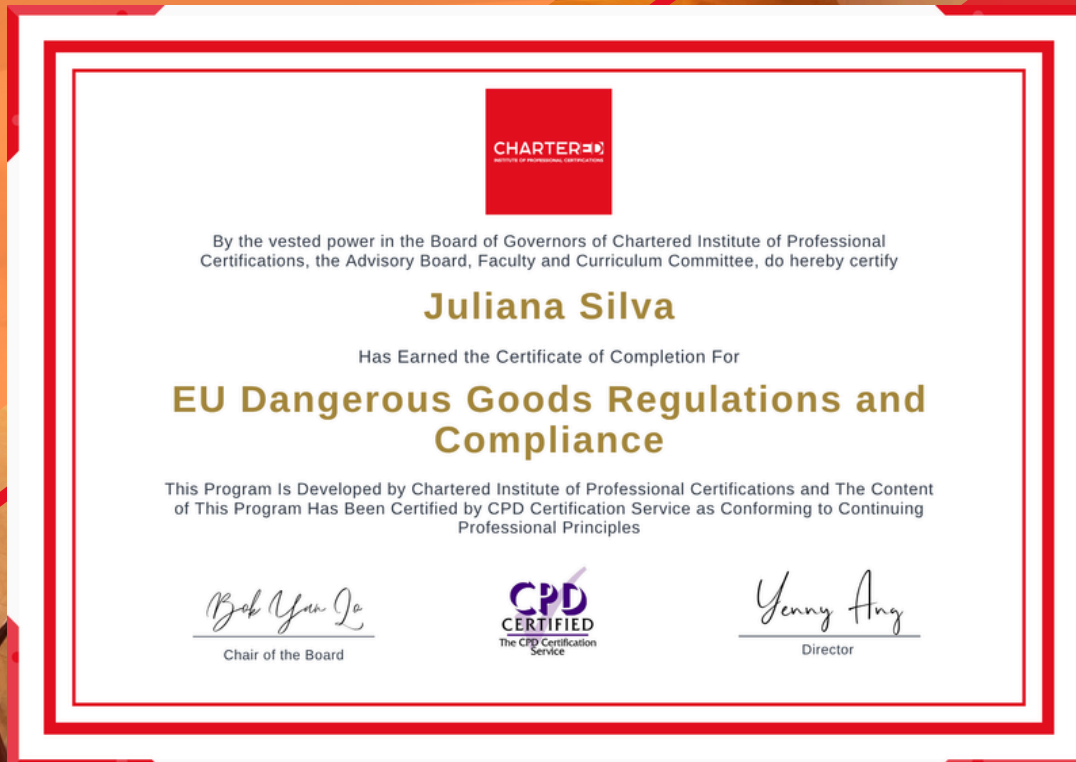 CHARTERED
INSTITUTE OF PROFESSIONAL CERTIFICATIONS
By the vested power in the Board of Governors of Chartered Institute of Professional
Certifications, the Advisory Board, Faculty and Curriculum Committee, do hereby certify
Juliana Silva
Has Earned the Certificate of Completion For
EU Dangerous Goods Regulations and
Compliance
This Program Is Developed by Chartered Institute of Professional Certifications and The Content
of This Program Has Been Certified by CPD Certification Service as Conforming to Continuing
Professional Principles
Bok Yan Lo
Chair of the Board
CPD
CERTIFIED
The CPD Certification
Service
Yenny Ang
Director